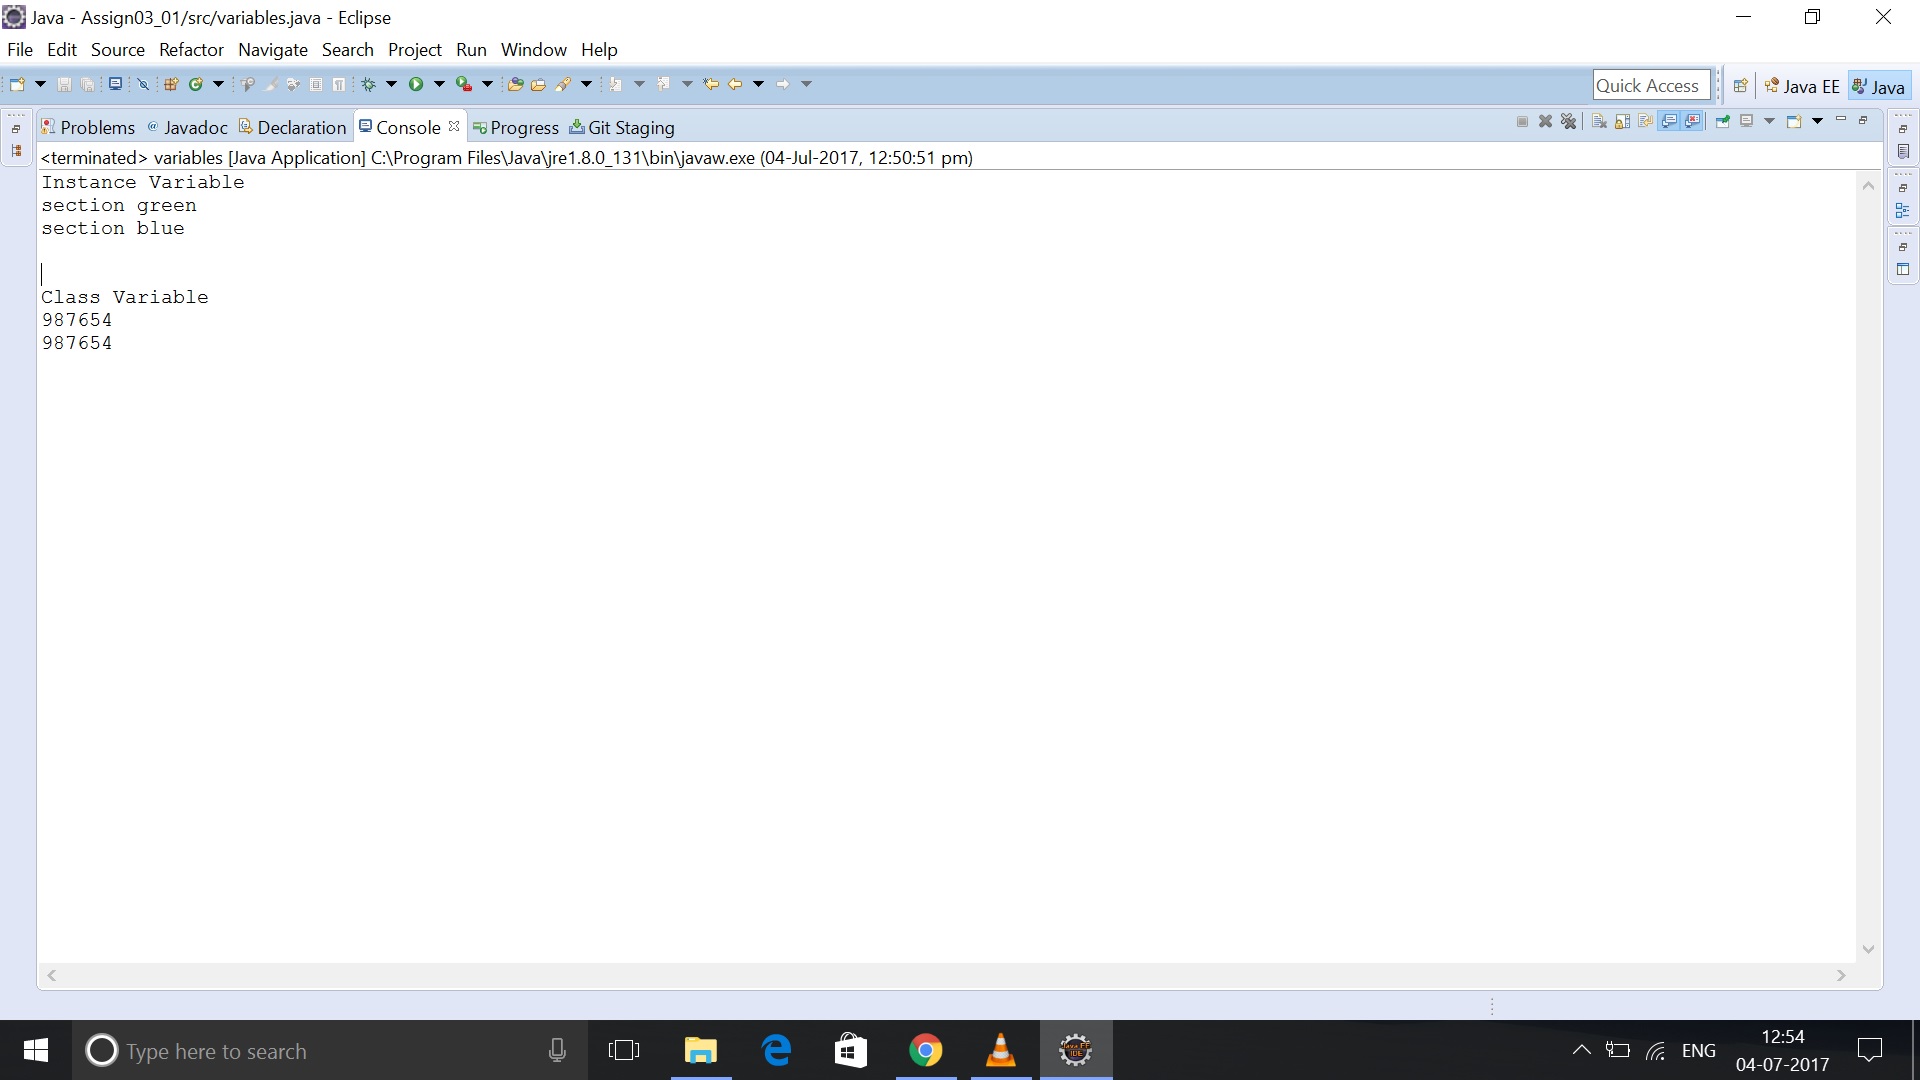 Java - Assign03_01/src/variables.java - Eclipse
File Edit Source Refactor Navigate Search Project Run Window Help
Quick Access Java EE Java
Problems @ Javadoc Declaration Console Progress Git Staging
<terminated> variables [Java Application] C:\Program Files\Java\jre1.8.0_131\bin\javaw.exe (04-Jul-2017, 12:50:51 pm)
Instance Variable
section green
section blue
Class Variable
987654
987654
Type here to search
Java EE
IDE
ENG
12:54
04-07-2017